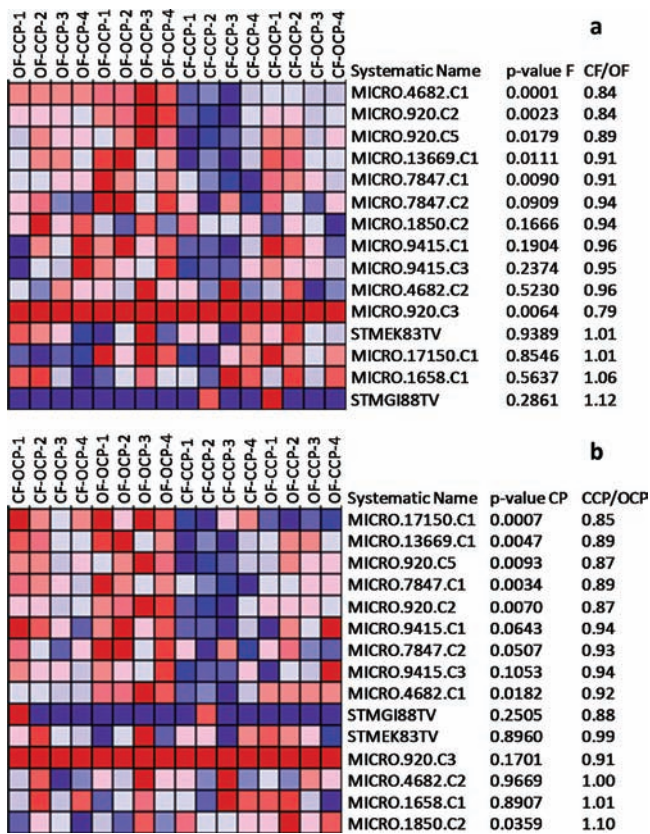 OF-CCP-1
OF-CCP-2
OF-CCP-3
OF-CCP-4
OF-OCP-1
OF-OCP-2
OF-OCP-3
OF-OCP-4
CF-CCP-1
CF-CCP-2
CF-CCP-3
CF-CCP-4
CF-OCP-1
CF-OCP-2
CF-OCP-3
CF-OCP-4
a
Systematic Name p-value F CF/OF
MICRO.4682.C1 0.0001 0.84
MICRO.920.C2 0.0023 0.84
MICRO.920.C5 0.0179 0.89
MICRO.13669.C1 0.0111 0.91
MICRO.7847.C1 0.0090 0.91
MICRO.7847.C2 0.0909 0.94
MICRO.1850.C2 0.1666 0.94
MICRO.9415.C1 0.1904 0.96
MICRO.9415.C3 0.2374 0.95
MICRO.4682.C2 0.5230 0.96
MICRO.920.C3 0.0064 0.79
STMEK83TV 0.9389 1.01
MICRO.17150.C1 0.8546 1.01
MICRO.1658.C1 0.5637 1.06
STMGI88TV 0.2861 1.12
CF-OCP-1
CF-OCP-2
CF-OCP-3
CF-OCP-4
OF-OCP-1
OF-OCP-2
OF-OCP-3
OF-OCP-4
CF-CCP-1
CF-CCP-2
CF-CCP-3
CF-CCP-4
OF-CCP-1
OF-CCP-2
OF-CCP-3
OF-CCP-4
b
Systematic Name p-value CP CCP/OCP
MICRO.17150.C1 0.0007 0.85
MICRO.13669.C1 0.0047 0.89
MICRO.920.C5 0.0093 0.87
MICRO.7847.C1 0.0034 0.89
MICRO.920.C2 0.0070 0.87
MICRO.9415.C1 0.0643 0.94
MICRO.7847.C2 0.0507 0.93
MICRO.9415.C3 0.1053 0.94
MICRO.4682.C1 0.0182 0.92
STMGI88TV 0.2505 0.88
STMEK83TV 0.8960 0.99
MICRO.920.C3 0.1701 0.91
MICRO.4682.C2 0.9669 1.00
MICRO.1658.C1 0.8907 1.01
MICRO.1850.C2 0.0359 1.10